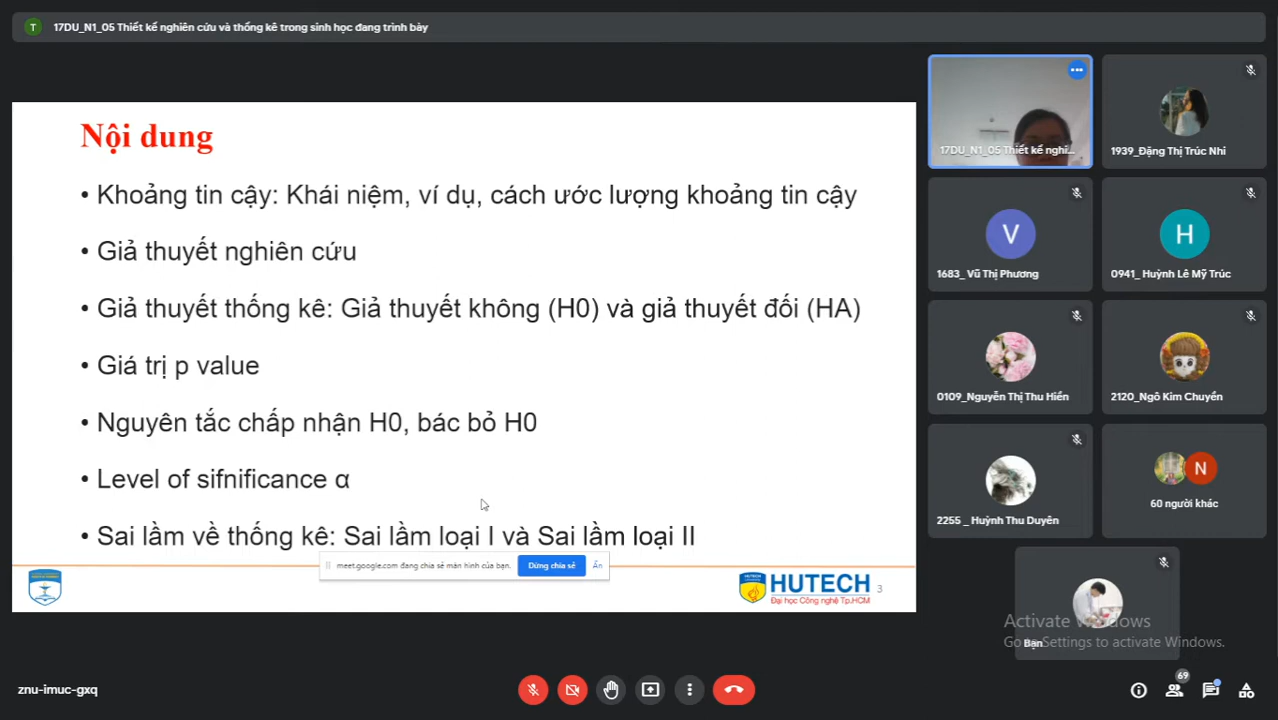 T 17DU_N1_05 Thiết kế nghiên cứu và thống kê trong sinh học đang trình bày
Nội dung
• Khoảng tin cậy: Khái niệm, ví dụ, cách ước lượng khoảng tin cậy
• Giả thuyết nghiên cứu
• Giả thuyết thống kê: Giả thuyết không (H0) và giả thuyết đối (HA)
• Giá trị p value
• Nguyên tắc chấp nhận H0, bác bỏ H0
• Level of sifnificance α
• Sai lầm về thống kê: Sai lầm loại I và Sai lầm loại II
meet.google.com đang chia sẻ màn hình của bạn.
Dừng chia sẻ
Ẩn
HUTECH
Đại học Công nghệ Tp.HCM
3
17DU_N1_05 Thiết kế nghi...
1939_Đặng Thị Trúc Nhi
V
1683_ Vũ Thị Phương
H
0941_ Huỳnh Lê Mỹ Trúc
0109_Nguyễn Thị Thu Hiền
2120_Ngô Kim Chuyền
2255 _ Huỳnh Thu Duyên
N
60 người khác
Bạn
Activate Windows
Go to Settings to activate Windows.
znu-imuc-gxq
69